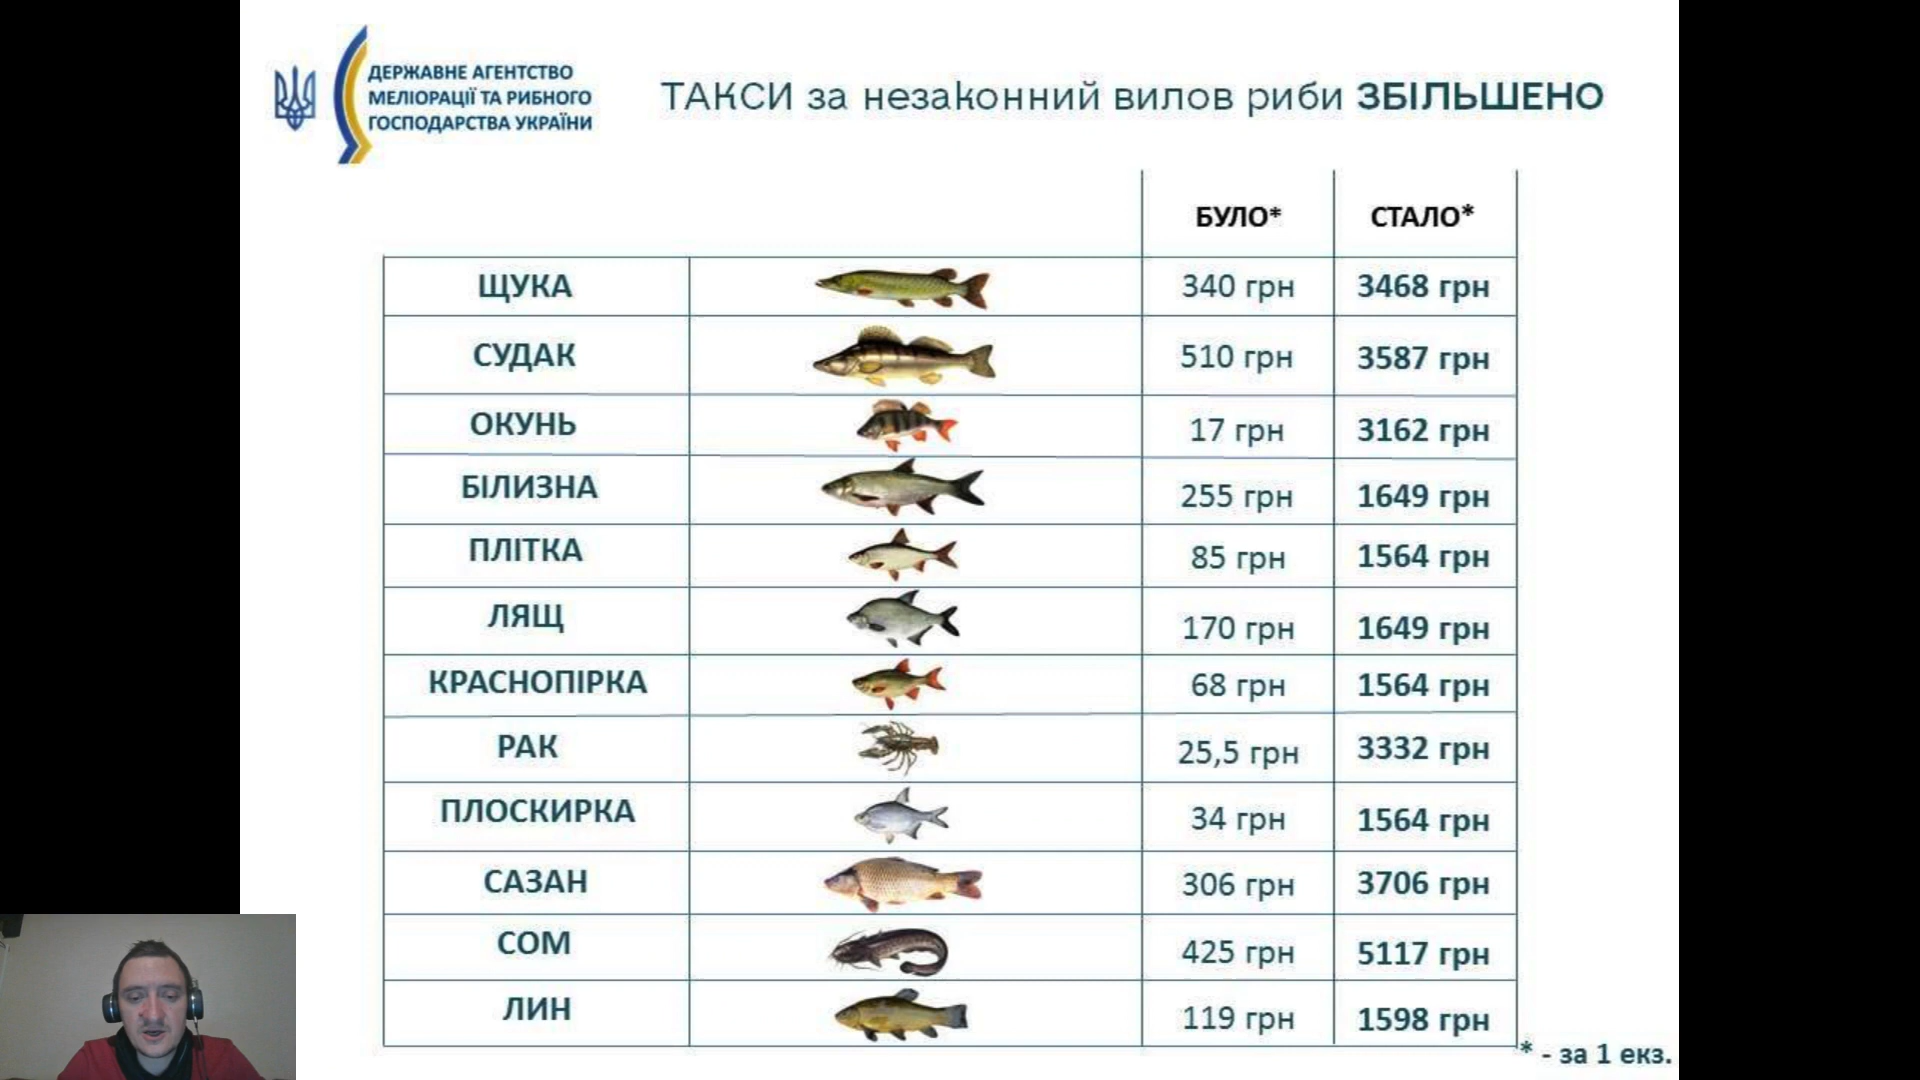 ДЕРЖАВНЕ АГЕНТСТВО
МЕЛІОРАЦІЇ ТА РИБНОГО
ГОСПОДАРСТВА УКРАЇНИ
ТАКСИ за незаконний вилов риби ЗБІЛЬШЕНО
БУЛО* СТАЛО*
ЩУКА 340 грн 3468 грн
СУДАК 510 грн 3587 грн
ОКУНЬ 17 грн 3162 грн
БІЛИЗНА 255 грн 1649 грн
ПЛІТКА 85 грн 1564 грн
ЛЯЩ 170 грн 1649 грн
КРАСНОПІРКА 68 грн 1564 грн
РАК 25,5 грн 3332 грн
ПЛОСКИРКА 34 грн 1564 грн
САЗАН 306 грн 3706 грн
СОМ 425 грн 5117 грн
ЛИН 119 грн 1598 грн
* - за 1 екз.